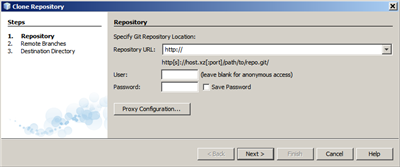 Clone Repository
Steps
1. Repository
2. Remote Branches
3. Destination Directory
Repository
Specify Git Repository Location:
Repository URL: http://
http[s]://host.xz[:port]/path/to/repo.git/
User: (leave blank for anonymous access)
Password: Save Password
Proxy Configuration...
< Back Next > Finish Cancel Help